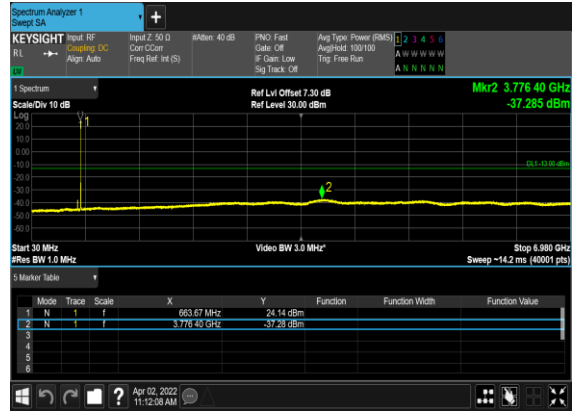 Spectrum Analyzer 1
Swept SA
+
KEYSIGHT Input: RF Input Z: 50 Ω #Atten: 40 dB PNO: Fast Avg Type: Power (RMS) 1 2 3 4 5 6
RL Coupling: DC Corr CCorr Gate: Off Avg|Hold: 100/100 A W W W W W
Align: Auto Freq Ref: Int (S) IF Gain: Low Trig: Free Run
Sig Track: Off A N N N N N
1 Spectrum Ref Lvl Offset 7.30 dB Mkr2 3.776 40 GHz
Scale/Div 10 dB Ref Level 30.00 dBm -37.285 dBm
Log
20.0
10.0
0.00
-10.0
-20.0
-30.0
-40.0
-50.0
-60.0
1
2
DL1 -13.00 dBm
Start 30 MHz Video BW 3.0 MHz* Stop 6.980 GHz
#Res BW 1.0 MHz Sweep ~14.2 ms (40001 pts)
5 Marker Table
Mode Trace Scale X Y Function Function Width Function Value
1 N 1 f 663.67 MHz 24.14 dBm
2 N 1 f 3.776 40 GHz -37.28 dBm
3
4
5
6
? Apr 02, 2022
11:12:08 AM